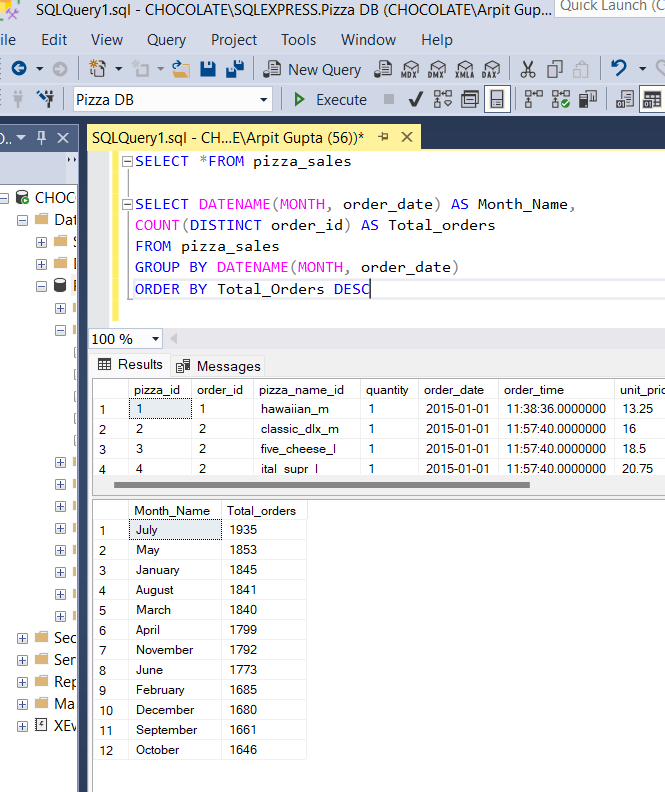 SQLQuery1.sql - CHOCOLATE\SQLEXPRESS.Pizza DB (CHOCOLATE\Arpit Gup...
Quick Launch (C
ile Edit View Query Project Tools Window Help
New Query MDX DMX XMLA DAX
Pizza DB Execute
O..
SQLQuery1.sql - CH...E\Arpit Gupta (56))*
SELECT *FROM pizza_sales
SELECT DATENAME(MONTH, order_date) AS Month_Name,
COUNT(DISTINCT order_id) AS Total_orders
FROM pizza_sales
GROUP BY DATENAME(MONTH, order_date)
ORDER BY Total_Orders DESC
CHOC
Dat
Sec
Ser
Rep
Ma
XEv
100 %
Results Messages
pizza_id order_id pizza_name_id quantity order_date order_time unit_pric
1 1 1 hawaiian_m 1 2015-01-01 11:38:36.0000000 13.25
2 2 2 classic_dlx_m 1 2015-01-01 11:57:40.0000000 16
3 3 2 five_cheese_l 1 2015-01-01 11:57:40.0000000 18.5
4 4 2 ital_supr_l 1 2015-01-01 11:57:40.0000000 20.75
Month_Name Total_orders
1 July 1935
2 May 1853
3 January 1845
4 August 1841
5 March 1840
6 April 1799
7 November 1792
8 June 1773
9 February 1685
10 December 1680
11 September 1661
12 October 1646